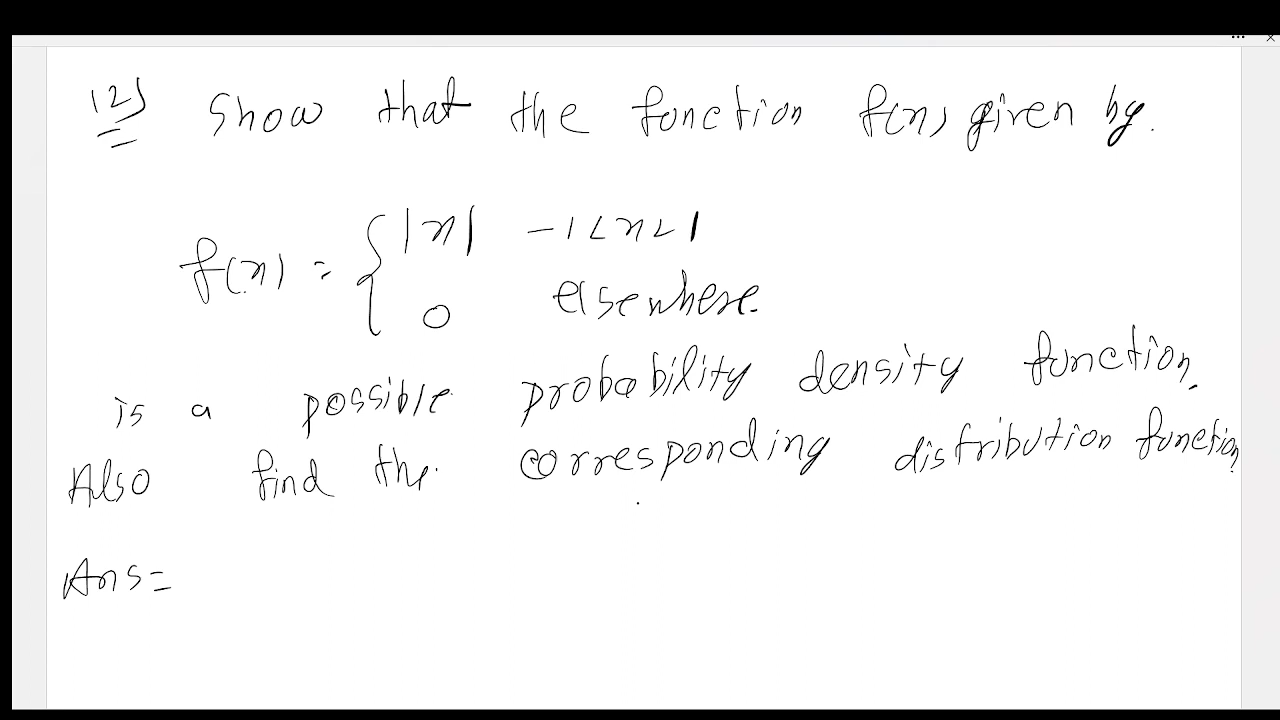 12) Show that the function f(x) given by.
f(x) = { |x| -1 < x < 1
0 elsewhere.
is a possible probability density function.
Also find the corresponding distribution function.
Ans =